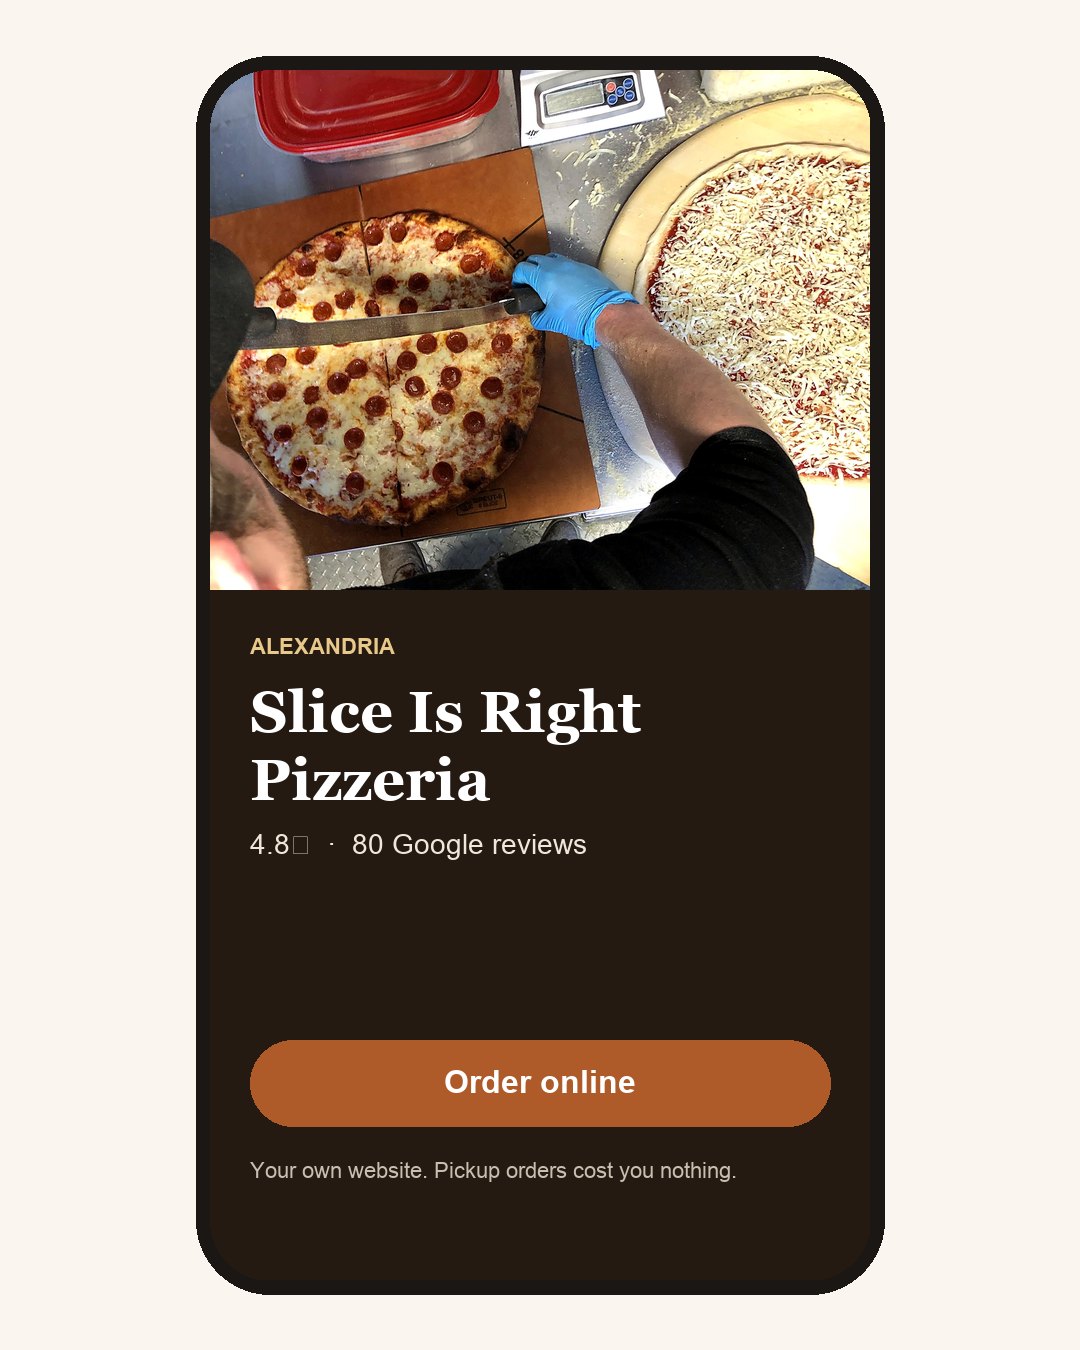 ALEXANDRIA
Slice Is Right
Pizzeria
4.8□ · 80 Google reviews
Order online
Your own website. Pickup orders cost you nothing.